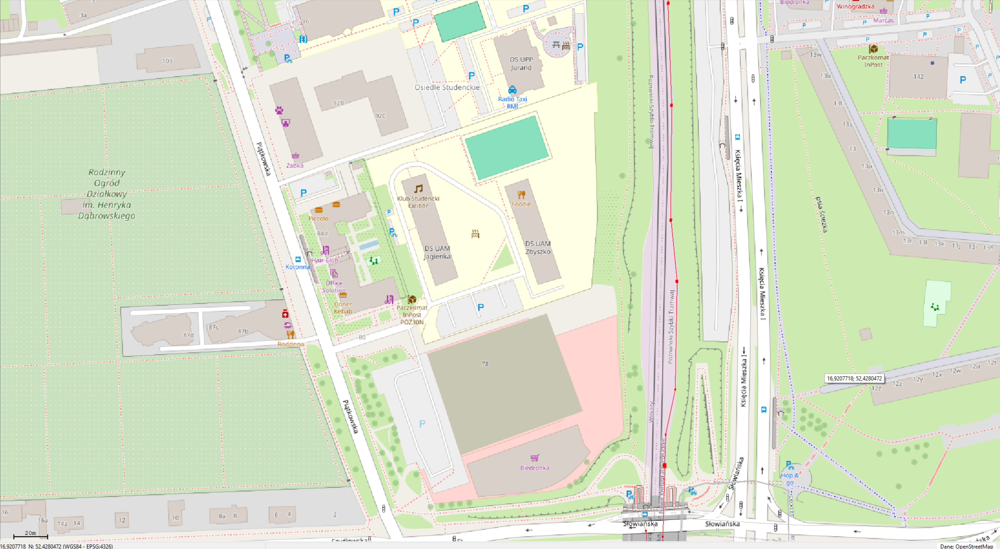 3
3a
P
96
P
P
P
P
Biedronka
P
Winogradzka
Marcas
P
P
P
P
P
P
P
P
103
P
DS UPP
Jurand
P
13w
Paczkomat
InPost
13u
142
P
P
P
P
Osiedle Studenckie
Radio Taxi
RMI
92B
92C
Poznański Szybki Tramwaj
13t
13s
13
13p
13o
13n
Piątkowska
Żabka
Księcia Mieszka I
Rodzinny
Ogród
Działkowy
im. Henryka
Dąbrowskiego
P
Klub Studencki
Cicibór
Foodie
psia ścieżka
Piccolo
P
P
84d
13m
13ł
13l
13k
13j
13i
13h
DS UAM
Jagienka
DS UAM
Zbyszko
Hair-Club
Koronna
Office
Solution
Księcia Mieszka I
Doner
Kebab
Paczkomat
InPost
POZ30N
P
Poznański Szybki Tramwaj
87d
87c
87b
Rodzinna
80
78
Księcia Mieszka I
16,9207718; 52,4280472
12ż
12z
12y
12x
12w
12u
12t
Piątkowska
P
Winiary
Nowe Winogrady Południe
Biedronka
Słowiańska
P
Hop &
go
P
P
16
16a
14a
14
12
10
8a
8
6
4
2
Słowiańska
Słowiańska
20m
Szydłowska
16,9207718 N: 52,4280472 (WGS84 - EPSG:4326)
Dane: OpenStreetMap